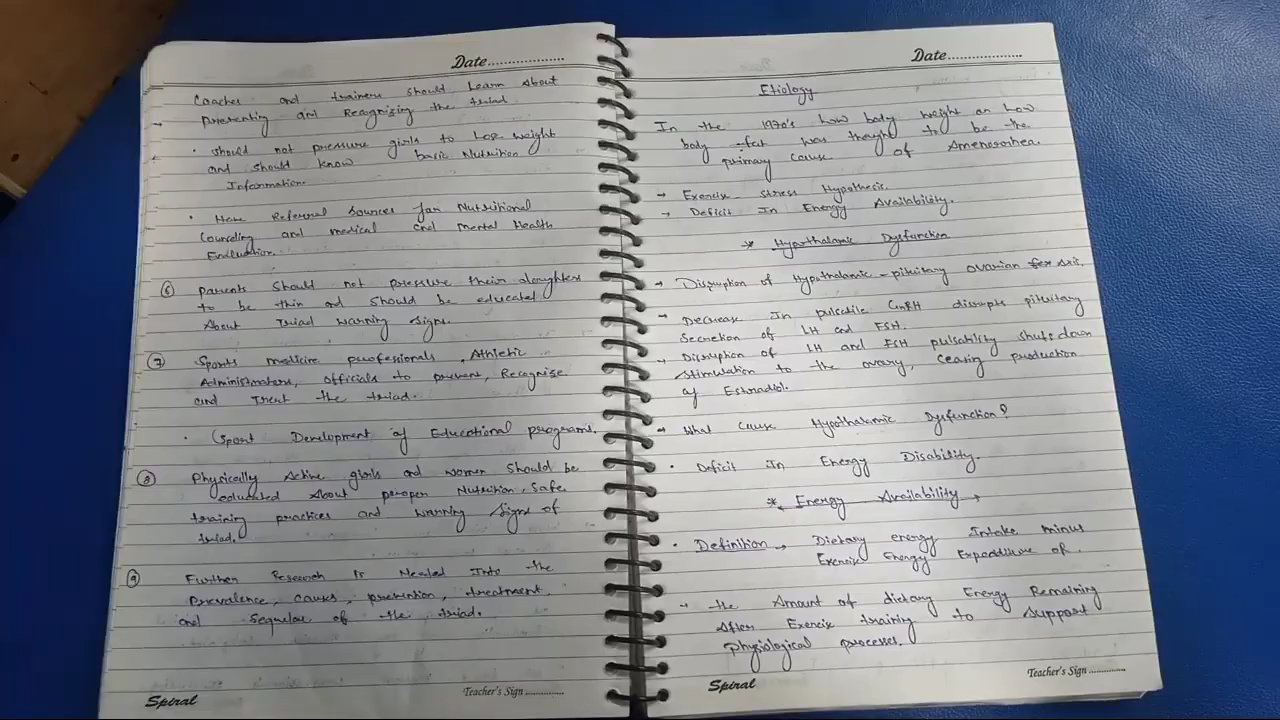 Date....................
Coaches and trainers should Learn About
Preventing and Recognizing the triad.
. Should not pressure girls to lose weight
and should know basic Nutrition
Information.
. Have Referral Sources for Nutritional
Counseling and medical and Mental Health
Evaluation.
⑥ Parents should not pressure their daughters
to be thin and should be educated
About Triad warning Signs.
⑦ Sports medicine professionals, Athletic
Administrators, officials to prevent, Recognise
and Treat the triad.
. (Sport Development of Educational programs.
⑧ Physically Active girls and women should be
educated About proper Nutrition, Safe
training practices and warning Signs of
triad.
⑨ Further Research Is Needed Into the
Prevalence, causes, prevention, treatment
and sequelae of the triad.
Spiral
Teacher's Sign ..............
Date....................
Etiology
In the 1970's how body weight an how
body fat was thought to be the
primary cause of Amenorrhea.
→ Exercise stress Hypothesis.
→ Deficit In Energy Availability.
* Hyprthalamic Dysfunction
→ Disruption of Hypothalamic - pituitary ovarian axis.
→ Decrease In pulsatile GnRH disrupts pituitary
Secretion of LH and FSH.
→ Disruption of LH and FSH pulsability shuts down
Stimulation to the ovary, Ceasing production
of Estradiol.
→ What Cause Hypothalamic Dysfunction?
. Deficit In Energy Disability.
* Energy Availability →
. Definition → Dietary energy Intake minus
Exercise Energy Expenditure of.
→ the Amount of dietary Energy Remaining
After Exercise training to Support
physiological processes.
Spiral
Teacher's Sign ..............